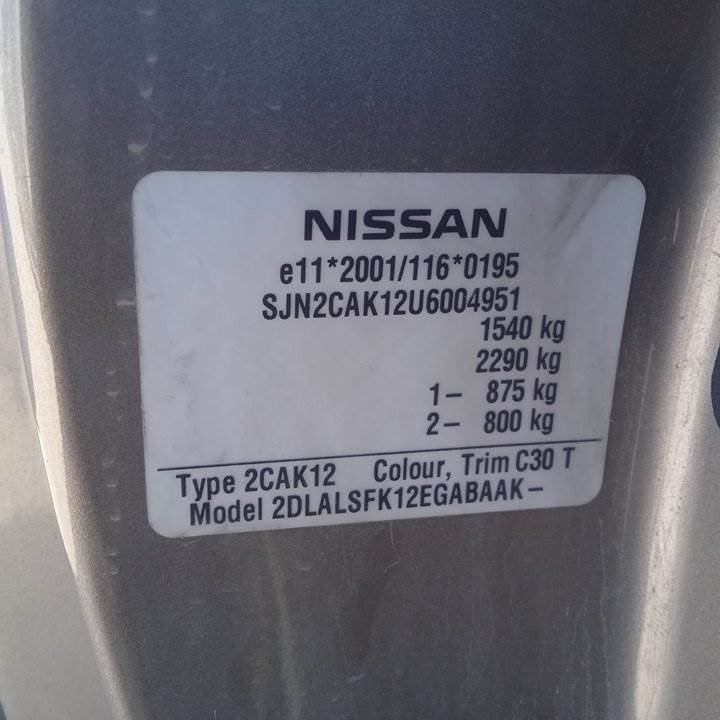 NISSAN
e11*2001/116*0195
SJN2CAK12U6004951
1540 kg
2290 kg
1– 875 kg
2– 800 kg
Type 2CAK12 Colour, Trim C30 T
Model 2DLALSFK12EGABAAK–